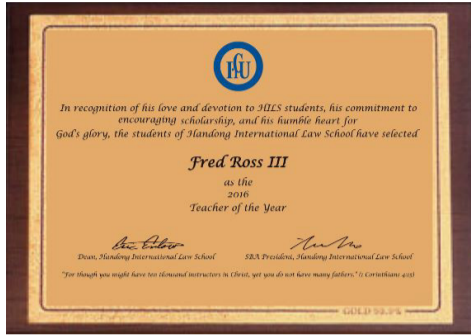 HGU
In recognition of his love and devotion to HILS students, his commitment to
encouraging scholarship, and his humble heart for
God's glory, the students of Handong International Law School have selected
Fred Ross III
as the
2016
Teacher of the Year
Dean, Handong International Law School SBA President, Handong International Law School
"For though you might have ten thousand instructors in Christ, yet you do not have many fathers." (1 Corinthians 4:15)
GOLD 99.9%